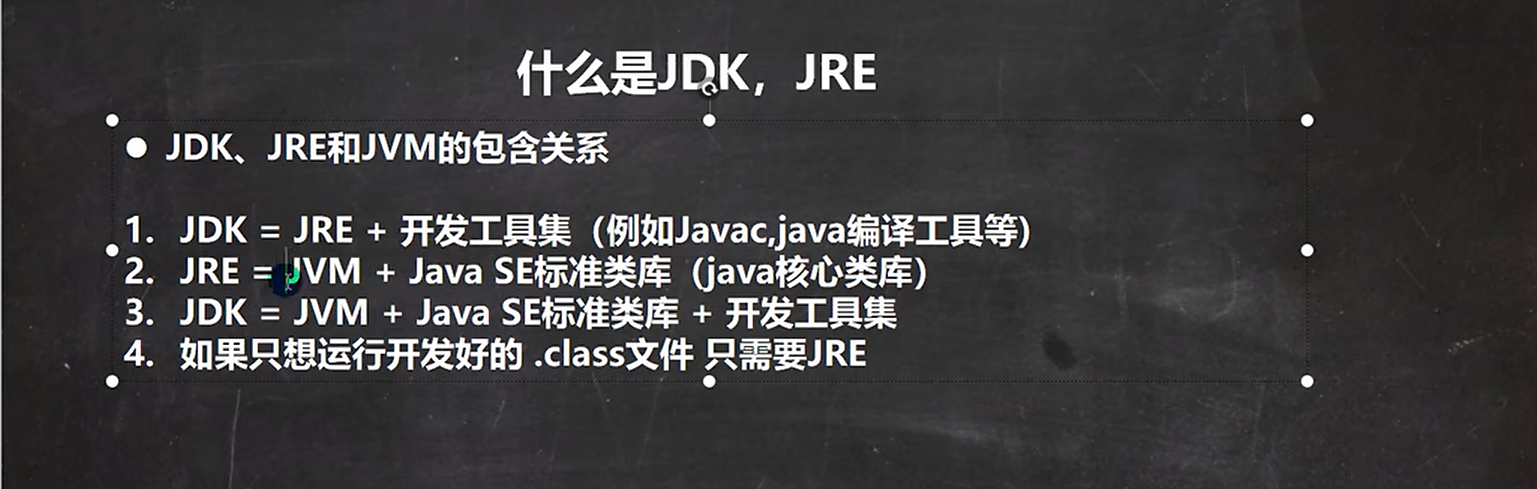 什么是JDK，JRE
● JDK、JRE和JVM的包含关系
1. JDK = JRE + 开发工具集（例如Javac,java编译工具等)
2. JRE = JVM + Java SE标准类库（java核心类库）
3. JDK = JVM + Java SE标准类库 + 开发工具集
4. 如果只想运行开发好的 .class文件 只需要JRE